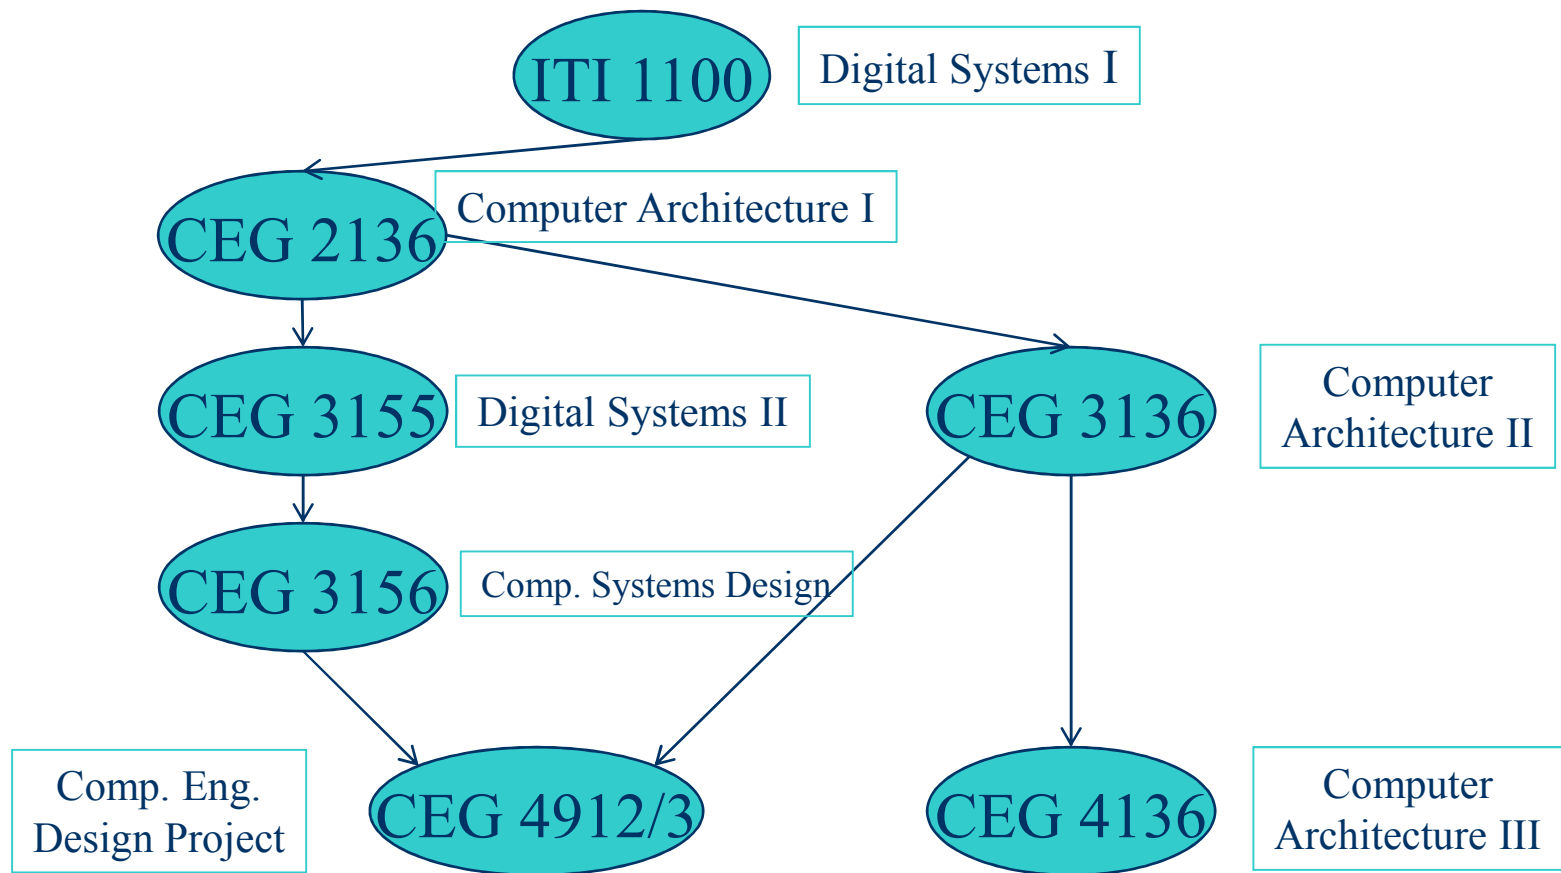 ITI 1100
Digital Systems I
CEG 2136
Computer Architecture I
CEG 3155
Digital Systems II
CEG 3136
Computer
Architecture II
CEG 3156
Comp. Systems Design
Comp. Eng.
Design Project
CEG 4912/3
CEG 4136
Computer
Architecture III